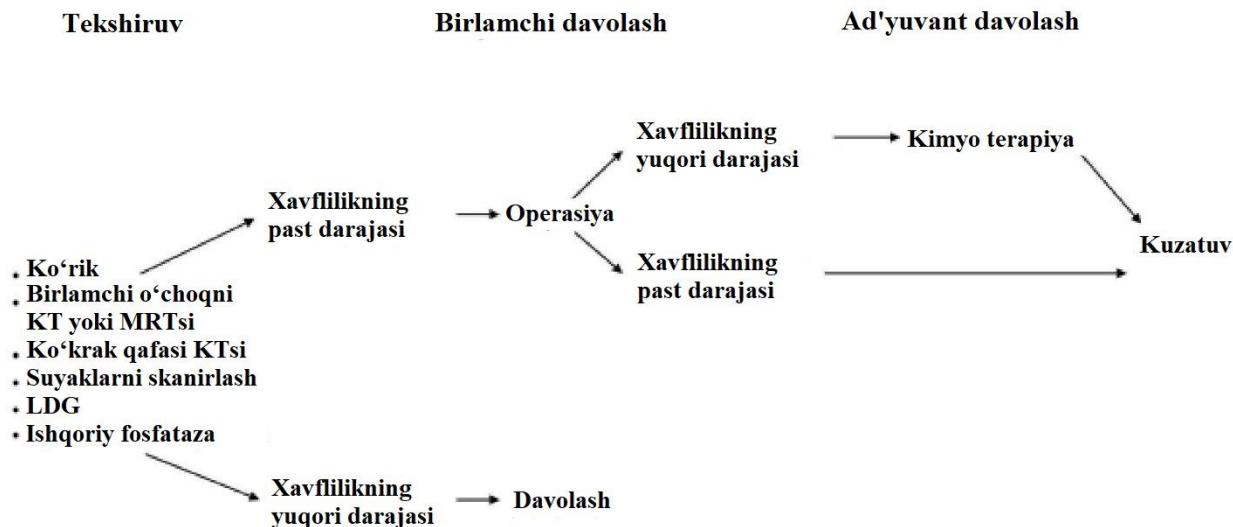 Tekshiruv
Birlamchi davolash
Ad'yuvant davolash
Xavflilikning
yuqori darajasi
Kimyo terapiya
Xavflilikning
past darajasi
Operasiya
Kuzatuv
Xavflilikning
past darajasi
• Ko‘rik
• Birlamchi o‘choqni
KT yoki MRTsi
• Ko‘krak qafasi KTsi
• Suyaklarni skanirlash
• LDG
• Ishqoriy fosfataza
Xavflilikning
yuqori darajasi
Davolash